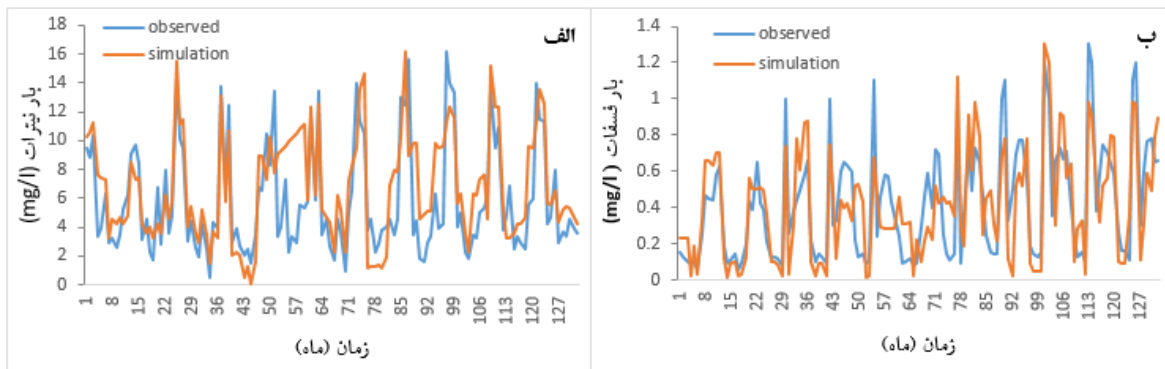 الف
observed
simulation
بار نیترات (mg/l)
18
16
14
12
10
8
6
4
2
0
1 8 15 22 29 36 43 50 57 64 71 78 85 92 99 106 113 120 127
زمان (ماه)
ب
observed
simulation
بار فسفات (mg/l)
1.4
1.2
1
0.8
0.6
0.4
0.2
0
1 8 15 22 29 36 43 50 57 64 71 78 85 92 99 106 113 120 127
زمان (ماه)